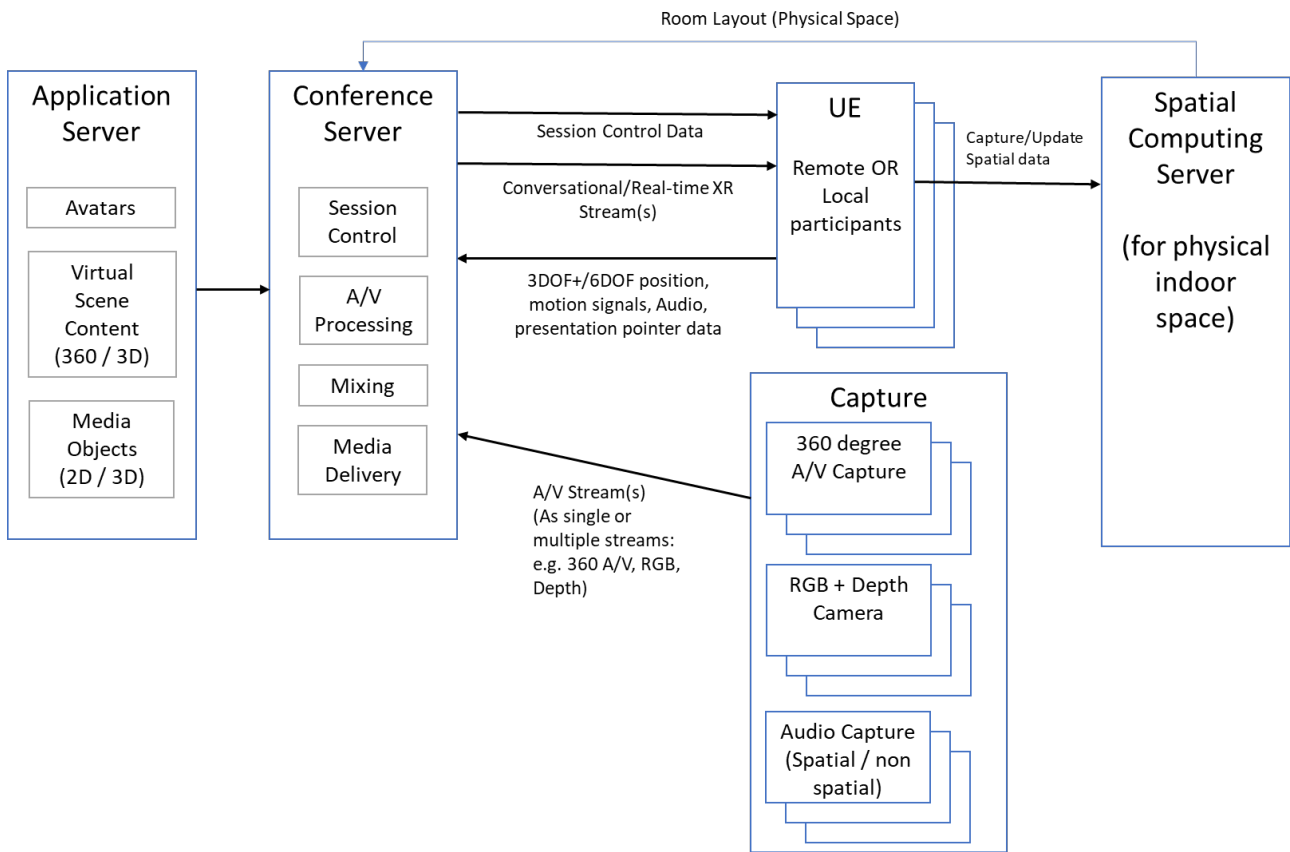 Room Layout (Physical Space)
Application
Server
Avatars
Virtual
Scene
Content
(360 / 3D)
Media
Objects
(2D / 3D)
Conference
Server
Session
Control
A/V
Processing
Mixing
Media
Delivery
Session Control Data
Conversational/Real-time XR
Stream(s)
3DOF+/6DOF position,
motion signals, Audio,
presentation pointer data
A/V Stream(s)
(As single or
multiple streams:
e.g. 360 A/V, RGB,
Depth)
UE
Remote OR
Local
participants
Capture/Update
Spatial data
Capture
360 degree
A/V Capture
RGB + Depth
Camera
Audio Capture
(Spatial / non
spatial)
Spatial
Computing
Server
(for physical
indoor
space)